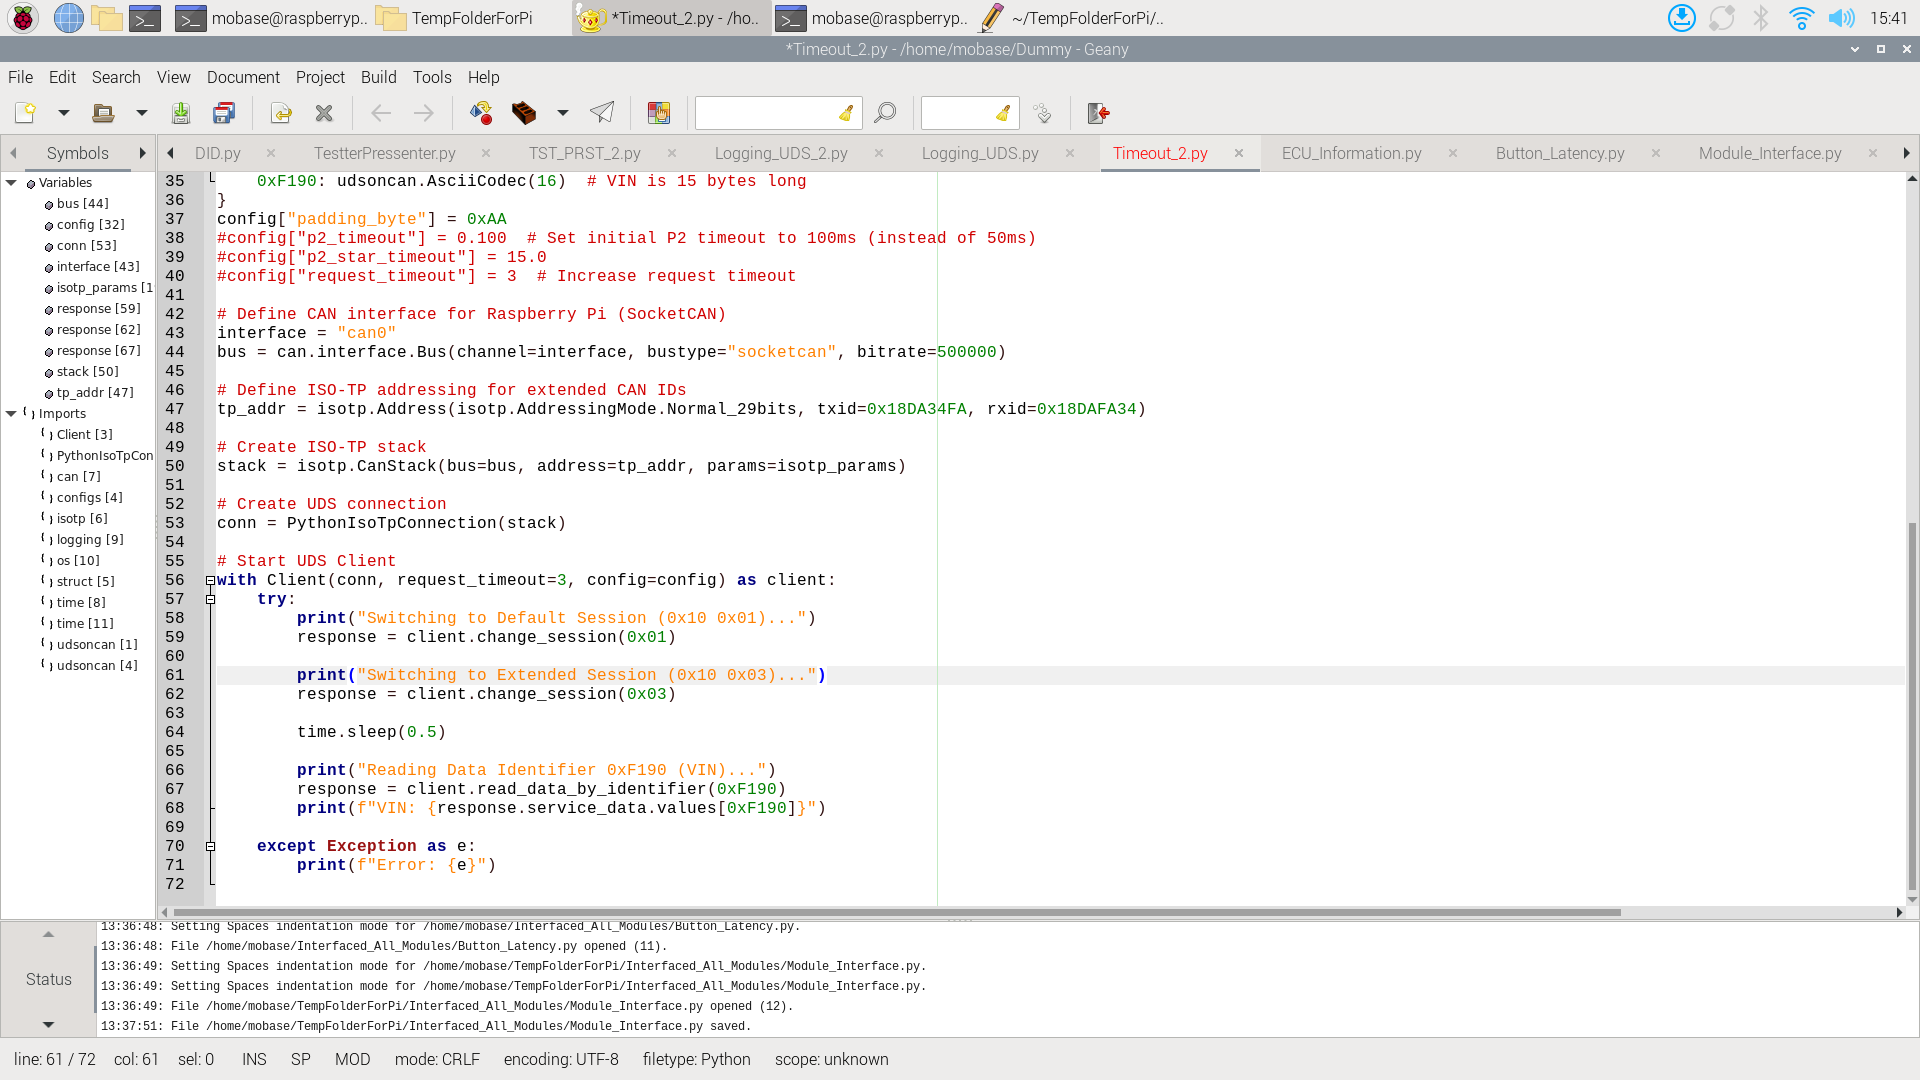 mobase@raspberryp..
TempFolderForPi
*Timeout_2.py - /ho..
mobase@raspberryp..
~/TempFolderForPi/..
15:41
*Timeout_2.py - /home/mobase/Dummy - Geany
File Edit Search View Document Project Build Tools Help
Symbols
DID.py
TestterPressenter.py
TST_PRST_2.py
Logging_UDS_2.py
Logging_UDS.py
Timeout_2.py
ECU_Information.py
Button_Latency.py
Module_Interface.py
Variables
bus [44]
config [32]
conn [53]
interface [43]
isotp_params [1
response [59]
response [62]
response [67]
stack [50]
tp_addr [47]
Imports
Client [3]
PythonIsoTpCon
can [7]
configs [4]
isotp [6]
logging [9]
os [10]
struct [5]
time [8]
time [11]
udsoncan [1]
udsoncan [4]
35     0xF190: udsoncan.AsciiCodec(16)  # VIN is 15 bytes long
36 }
37 config["padding_byte"] = 0xAA
38 #config["p2_timeout"] = 0.100  # Set initial P2 timeout to 100ms (instead of 50ms)
39 #config["p2_star_timeout"] = 15.0
40 #config["request_timeout"] = 3  # Increase request timeout
41
42 # Define CAN interface for Raspberry Pi (SocketCAN)
43 interface = "can0"
44 bus = can.interface.Bus(channel=interface, bustype="socketcan", bitrate=500000)
45
46 # Define ISO-TP addressing for extended CAN IDs
47 tp_addr = isotp.Address(isotp.AddressingMode.Normal_29bits, txid=0x18DA34FA, rxid=0x18DAFA34)
48
49 # Create ISO-TP stack
50 stack = isotp.CanStack(bus=bus, address=tp_addr, params=isotp_params)
51
52 # Create UDS connection
53 conn = PythonIsoTpConnection(stack)
54
55 # Start UDS Client
56 with Client(conn, request_timeout=3, config=config) as client:
57     try:
58         print("Switching to Default Session (0x10 0x01)...")
59         response = client.change_session(0x01)
60
61         print("Switching to Extended Session (0x10 0x03)...")
62         response = client.change_session(0x03)
63
64         time.sleep(0.5)
65
66         print("Reading Data Identifier 0xF190 (VIN)...")
67         response = client.read_data_by_identifier(0xF190)
68         print(f"VIN: {response.service_data.values[0xF190]}")
69
70     except Exception as e:
71         print(f"Error: {e}")
72
Status
13:36:48: Setting Spaces indentation mode for /home/mobase/Interfaced_All_Modules/Button_Latency.py.
13:36:48: File /home/mobase/Interfaced_All_Modules/Button_Latency.py opened (11).
13:36:49: Setting Spaces indentation mode for /home/mobase/TempFolderForPi/Interfaced_All_Modules/Module_Interface.py.
13:36:49: Setting Spaces indentation mode for /home/mobase/TempFolderForPi/Interfaced_All_Modules/Module_Interface.py.
13:36:49: File /home/mobase/TempFolderForPi/Interfaced_All_Modules/Module_Interface.py opened (12).
13:37:51: File /home/mobase/TempFolderForPi/Interfaced_All_Modules/Module_Interface.py saved.
line: 61 / 72 col: 61 sel: 0 INS SP MOD mode: CRLF encoding: UTF-8 filetype: Python scope: unknown